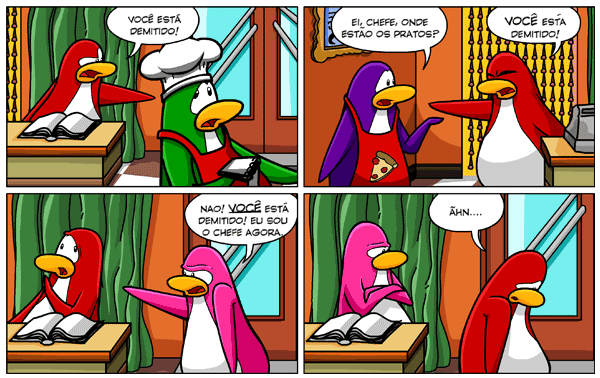 VOCÊ ESTÁ
DEMITIDO!
EI, CHEFE, ONDE
ESTÃO OS PRATOS?
VOCÊ ESTÁ
DEMITIDO!
NAO! VOCÊ ESTÁ
DEMITIDO! EU SOU
O CHEFE AGORA.
ÃHN....